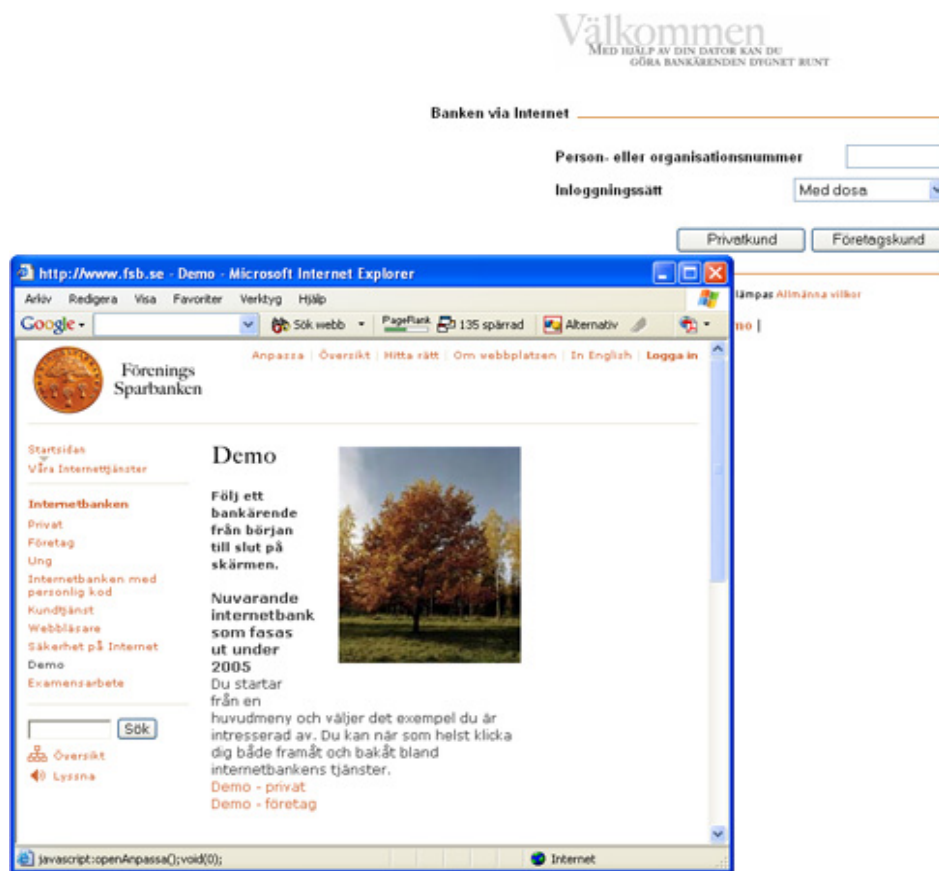 Välkommen
MED HJÄLP AV DIN DATOR KAN DU
GÖRA BANKÄRENDEN DYGNET RUNT
Banken via Internet
Person- eller organisationsnummer
Inloggningssätt
Med dosa
Privatkund
Företagskund
lämpas Allmänna villkor
mo |
http://www.fsb.se - Demo - Microsoft Internet Explorer
Arkiv Redigera Visa Favoriter Verktyg Hjälp
Google Sök webb PageRank 135 spärrad Alternativ
Anpassa | Översikt | Hitta rätt | Om webbplatsen | In English | Logga in
Förenings
Sparbanken
Startsidan
Våra Internettjänster
Internetbanken
Privat
Företag
Ung
Internetbanken med
personlig kod
Kundtjänst
Webbläsare
Säkerhet på Internet
Demo
Examensarbete
Sök
Översikt
Lyssna
Demo
Följ ett
bankärende
från början
till slut på
skärmen.
Nuvarande
internetbank
som fasas
ut under
2005
Du startar
från en
huvudmeny och väljer det exempel du är
intresserad av. Du kan när som helst klicka
dig både framåt och bakåt bland
internetbankens tjänster.
Demo - privat
Demo - företag
javascript:openAnpassa();void(0);
Internet